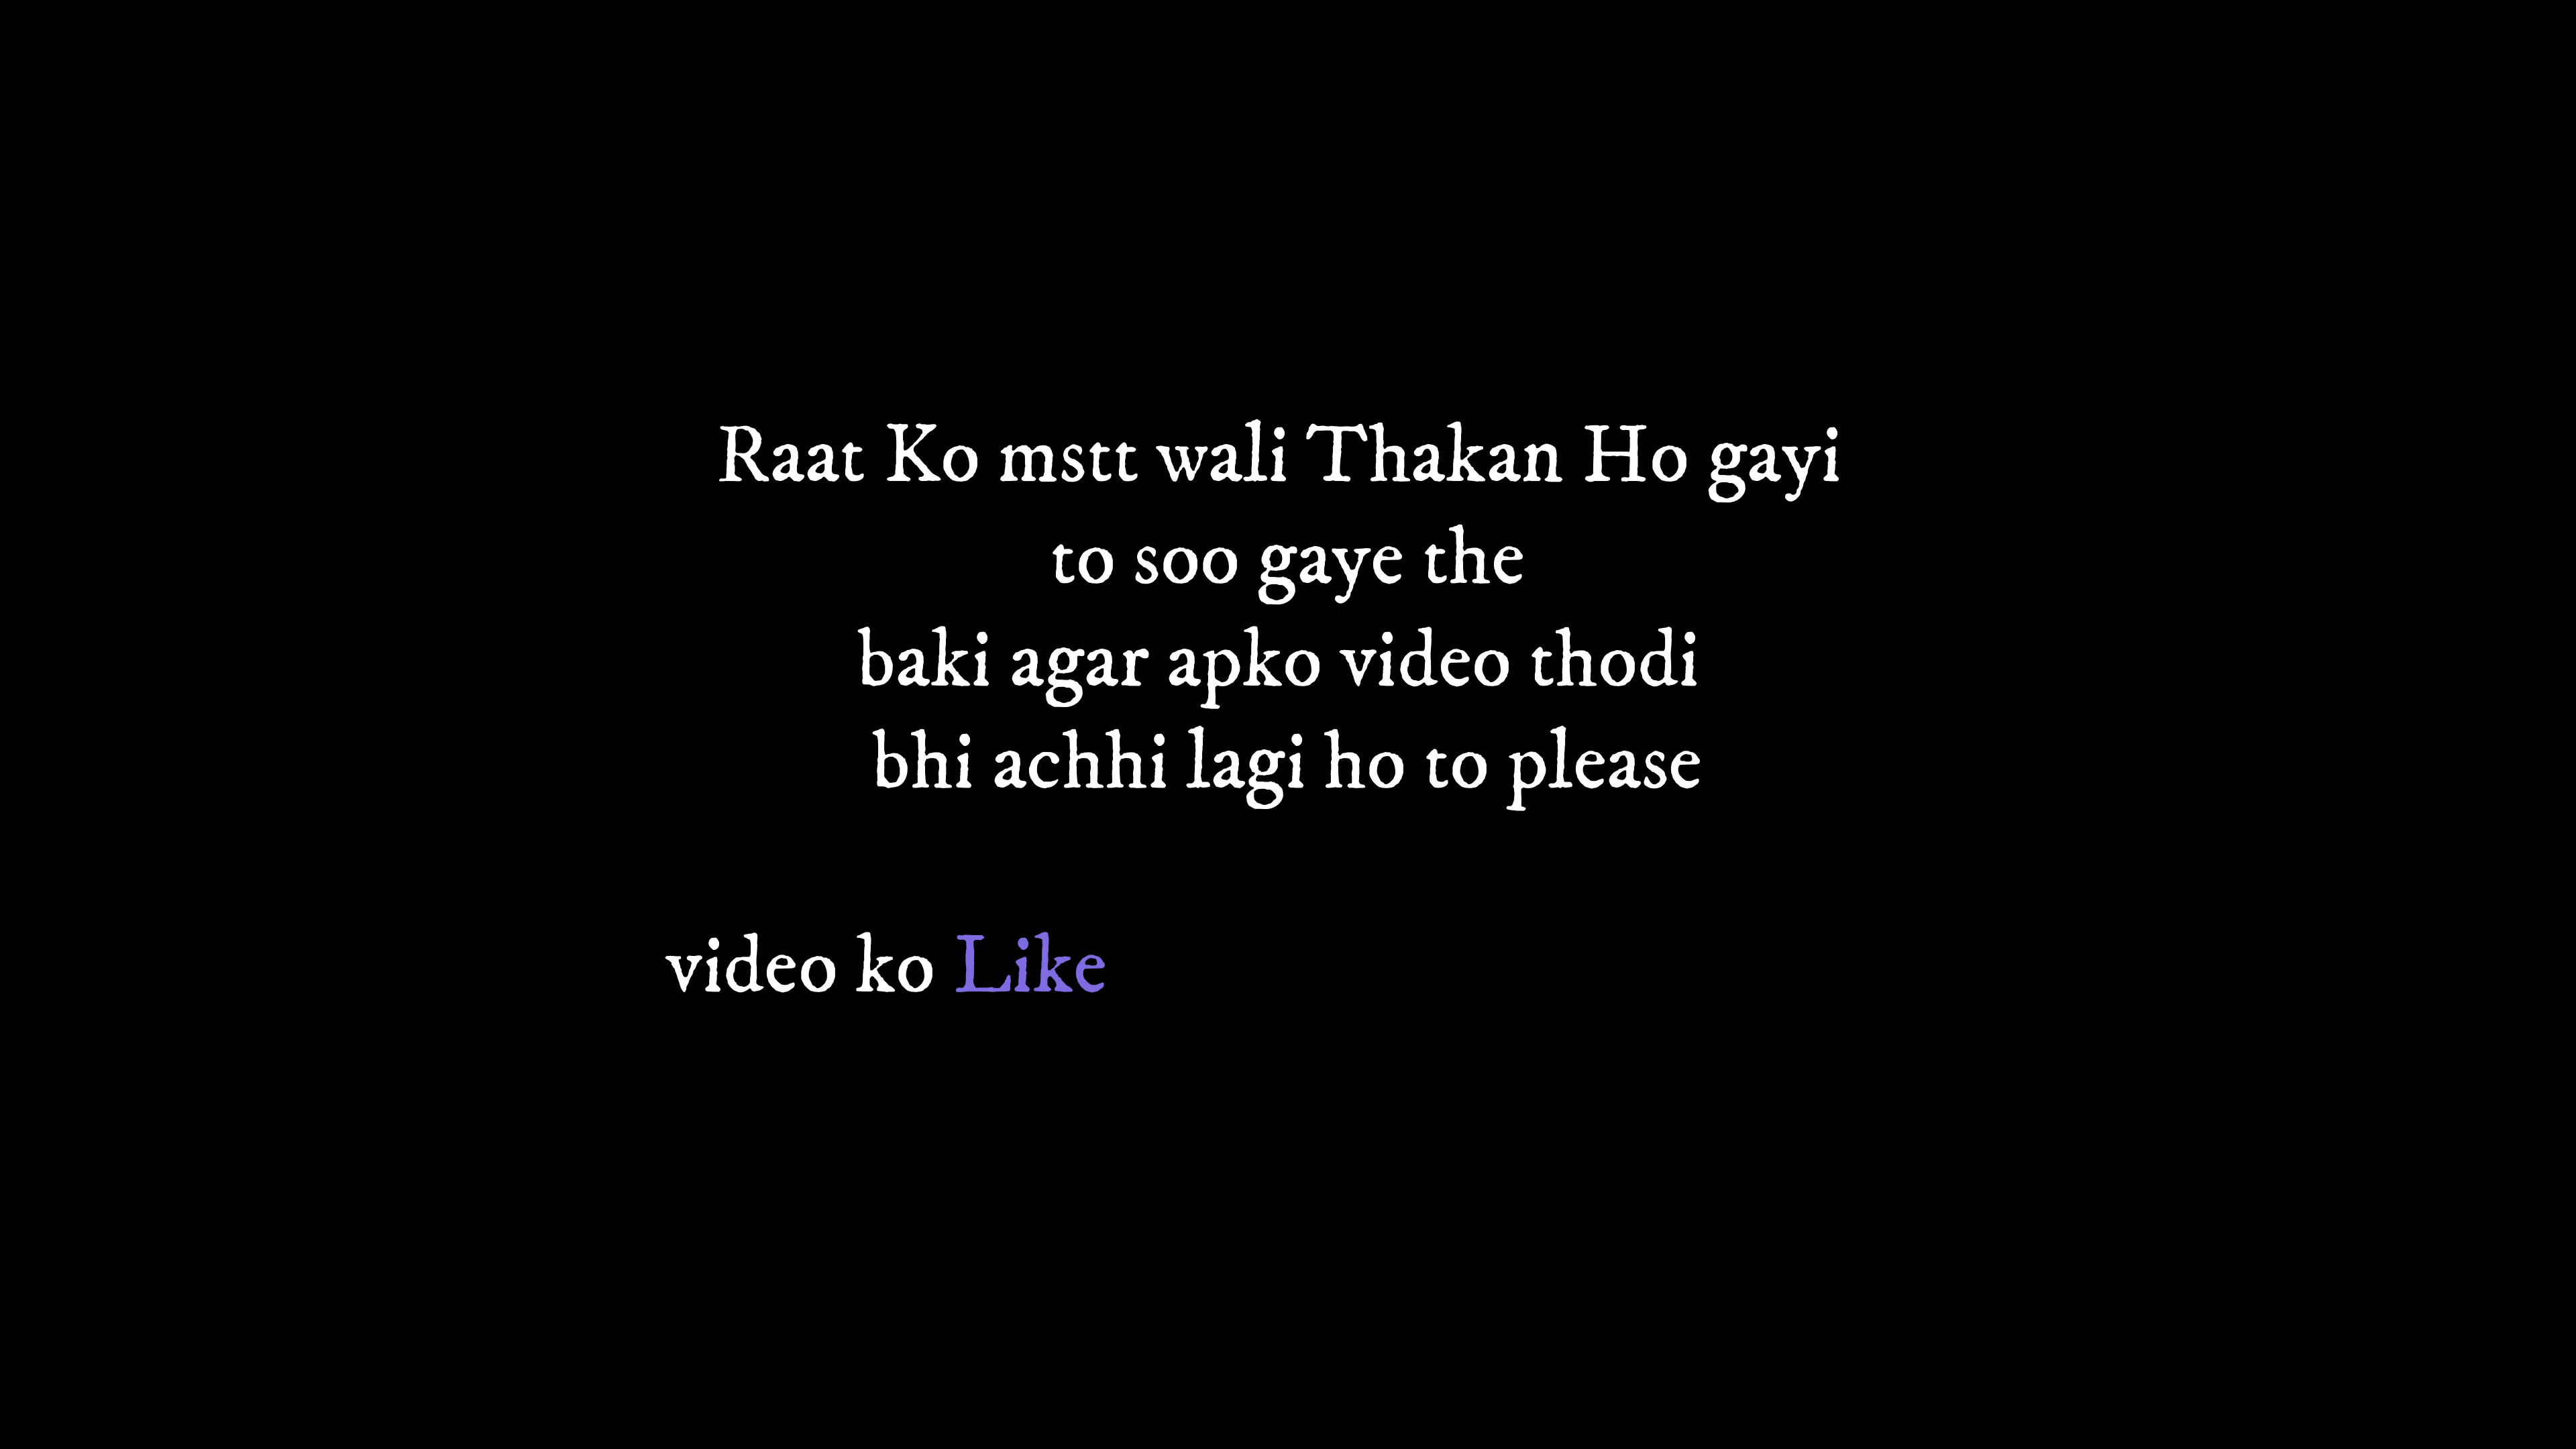 Raat Ko mstt wali Thakan Ho gayi
to soo gaye the
baki agar apko video thodi
bhi achhi lagi ho to please
video ko Like